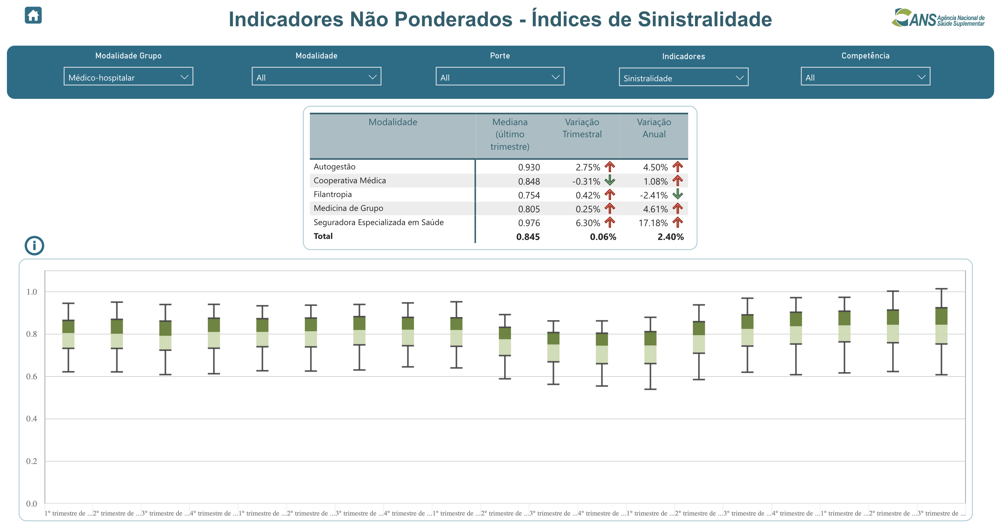 Indicadores Não Ponderados - Índices de Sinistralidade
ANS Agência Nacional de
Saúde Suplementar
Modalidade Grupo
Modalidade
Porte
Indicadores
Competência
Médico-hospitalar
All
All
Sinistralidade
All
Modalidade
Mediana
(último
trimestre)
Variação
Trimestral
Variação
Anual
Autogestão 0.930 2.75% 4.50%
Cooperativa Médica 0.848 -0.31% 1.08%
Filantropia 0.754 0.42% -2.41%
Medicina de Grupo 0.805 0.25% 4.61%
Seguradora Especializada em Saúde 0.976 6.30% 17.18%
Total 0.845 0.06% 2.40%
i
1.0
0.8
0.6
0.4
0.2
0.0
1° trimestre de ...
2° trimestre de ...
3° trimestre de ...
4° trimestre de ...
1° trimestre de ...
2° trimestre de ...
3° trimestre de ...
4° trimestre de ...
1° trimestre de ...
2° trimestre de ...
3° trimestre de ...
4° trimestre de ...
1° trimestre de ...
2° trimestre de ...
3° trimestre de ...
4° trimestre de ...
1° trimestre de ...
2° trimestre de ...
3° trimestre de ...